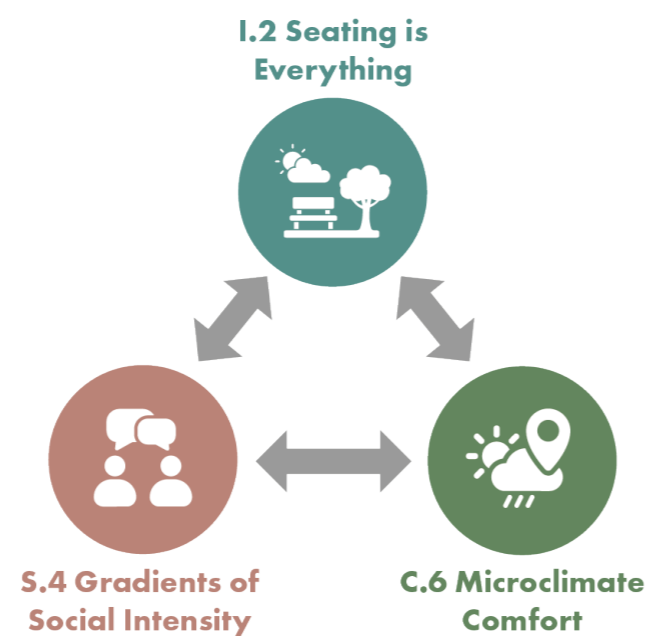 I.2 Seating is
Everything
S.4 Gradients of
Social Intensity
C.6 Microclimate
Comfort